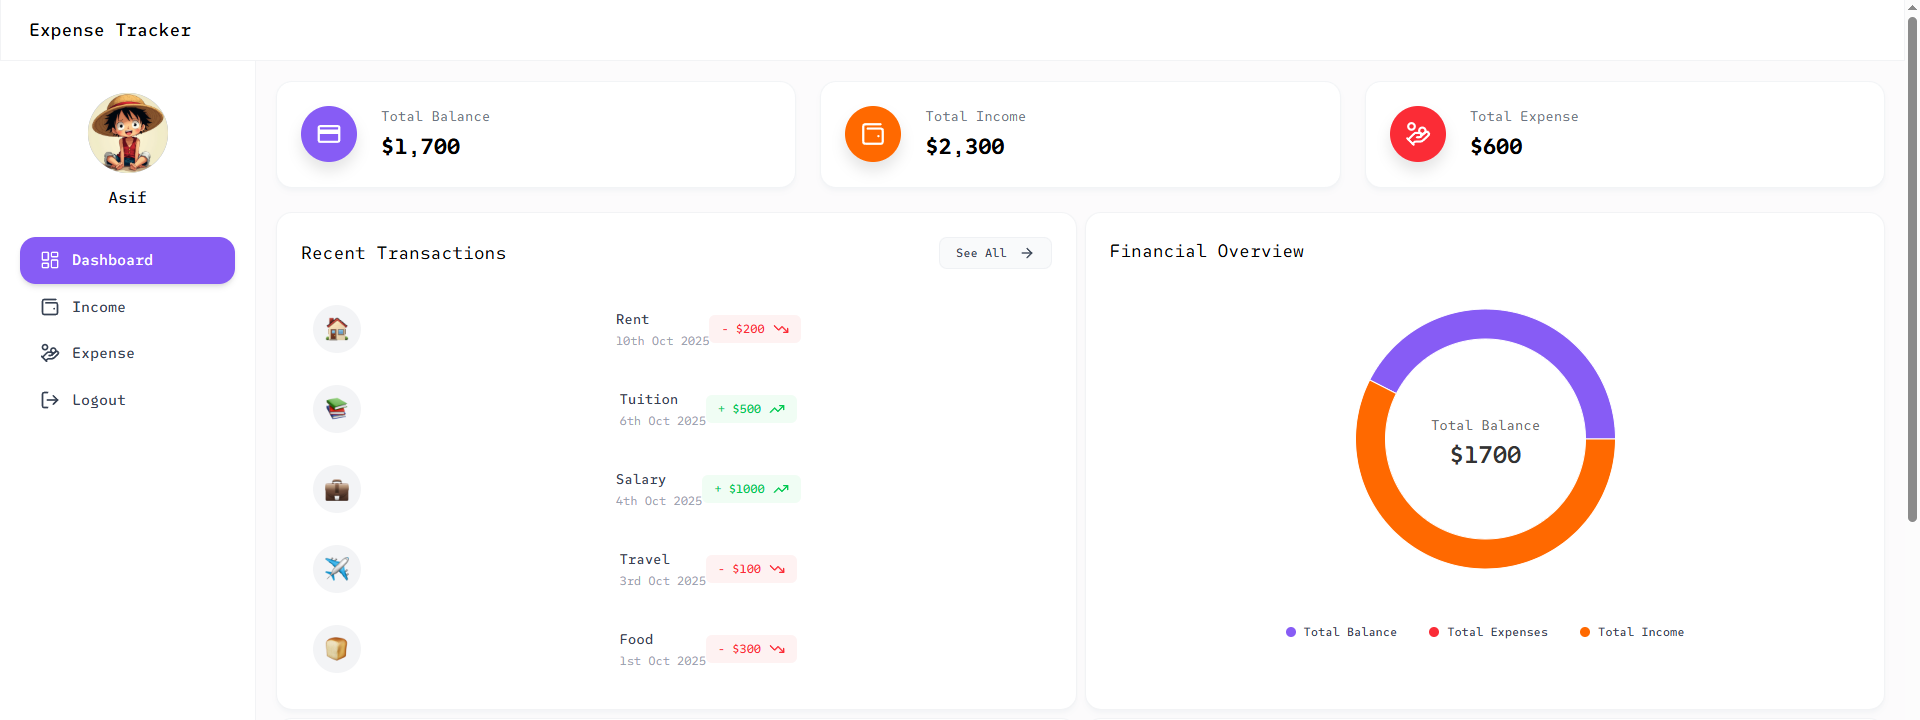 Expense Tracker
Asif
Dashboard
Income
Expense
Logout
Total Balance
$1,700
Total Income
$2,300
Total Expense
$600
Recent Transactions
See All
Rent
10th Oct 2025
- $200
Tuition
6th Oct 2025
+ $500
Salary
4th Oct 2025
+ $1000
Travel
3rd Oct 2025
- $100
Food
1st Oct 2025
- $300
Financial Overview
Total Balance
$1700
Total Balance
Total Expenses
Total Income